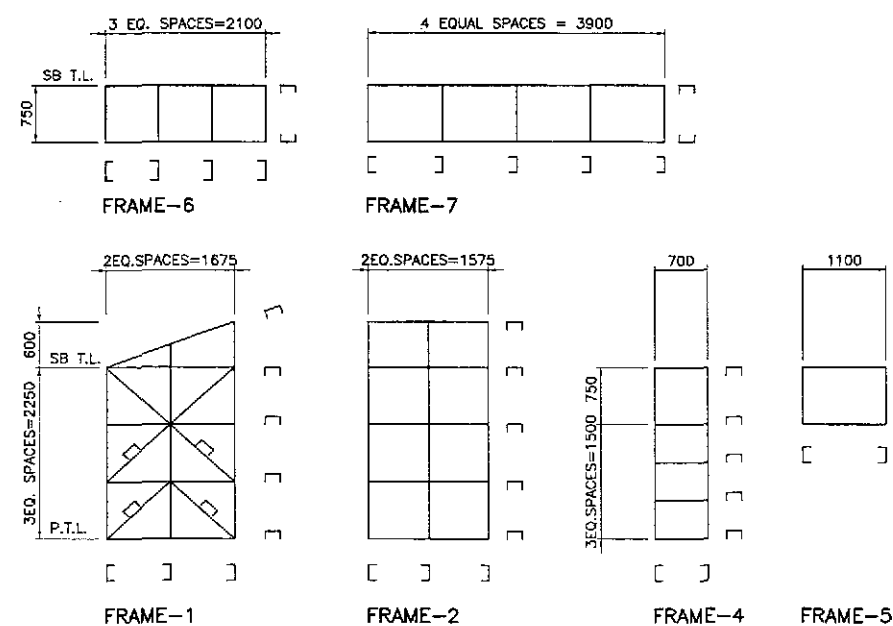 3 EQ. SPACES=2100
4 EQUAL SPACES = 3900
SB T.L.
750
FRAME-6
FRAME-7
2EQ.SPACES=1675
2EQ.SPACES=1575
700
1100
600
SB T.L.
3EQ. SPACES=2250
P.T.L.
750
3EQ.SPACES=1500
FRAME-1
FRAME-2
FRAME-4
FRAME-5